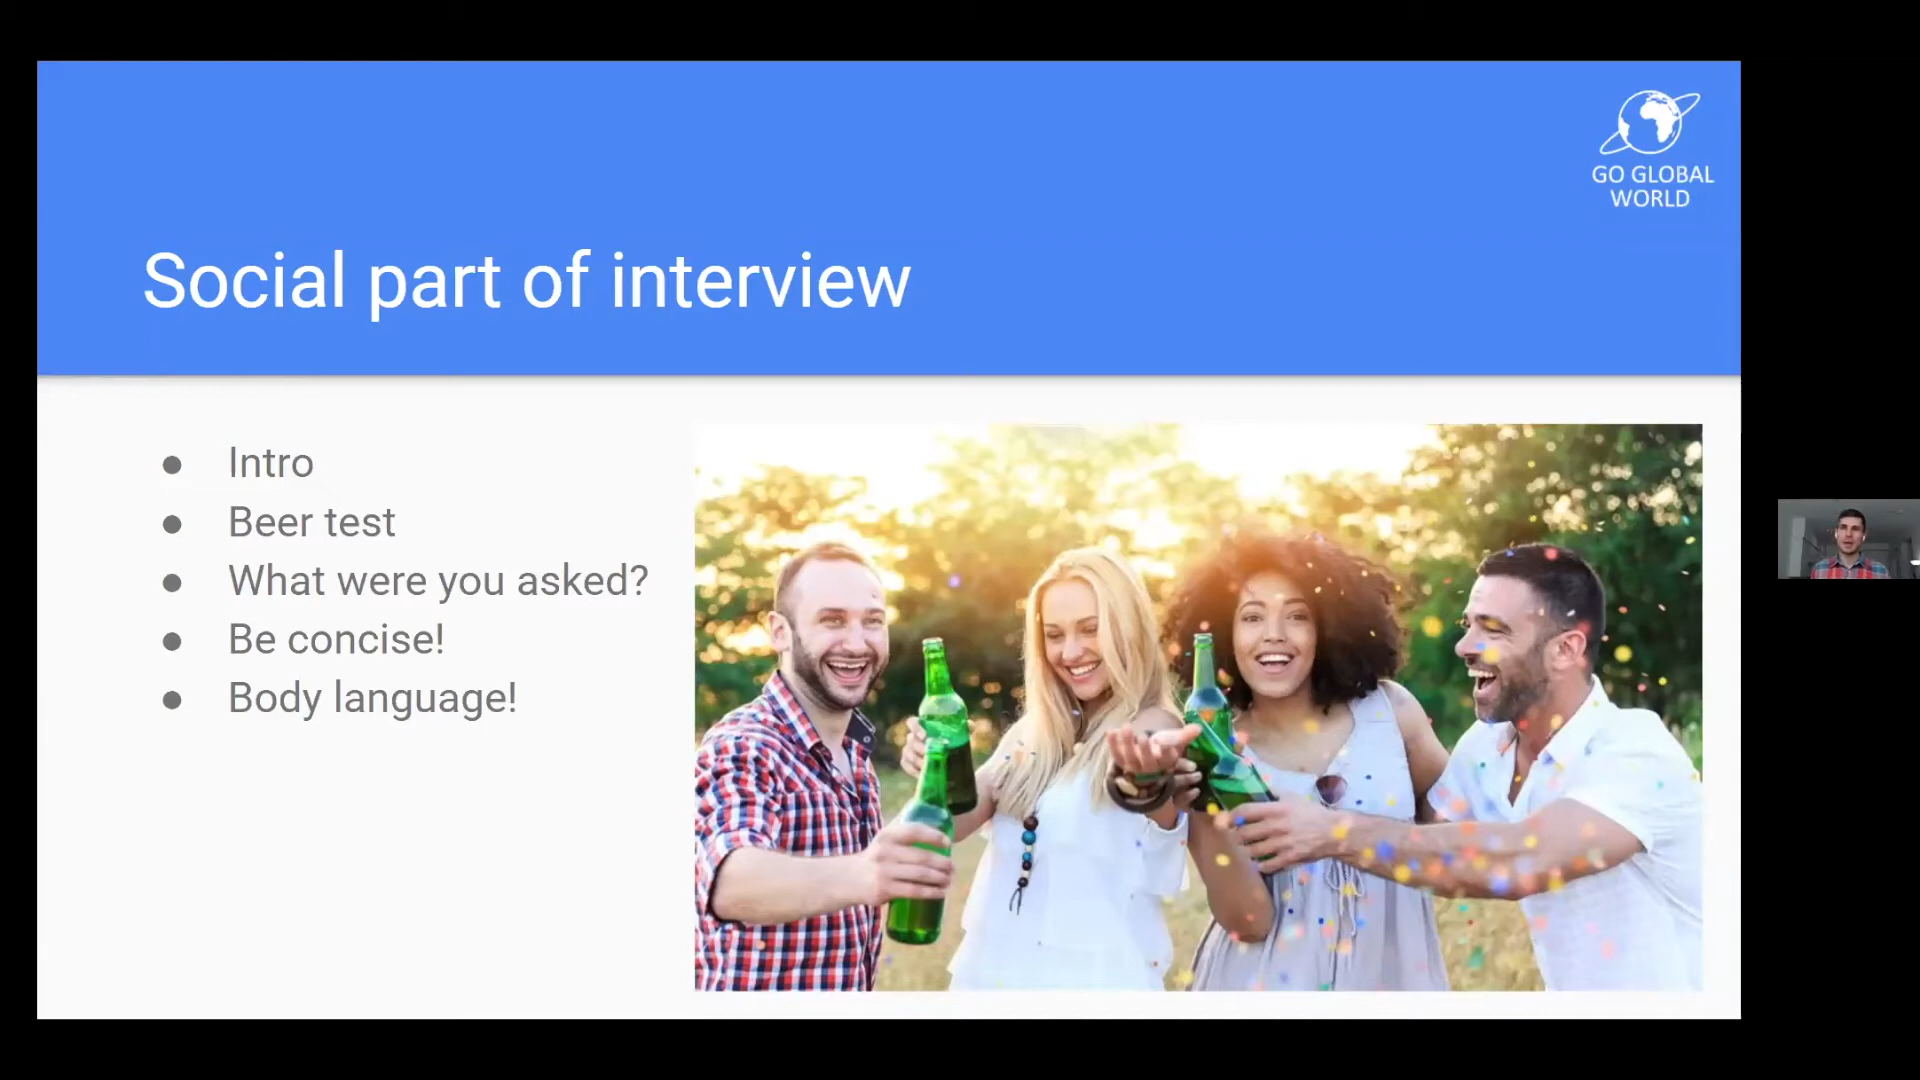 GO GLOBAL
WORLD
Social part of interview
Intro
Beer test
What were you asked?
Be concise!
Body language!